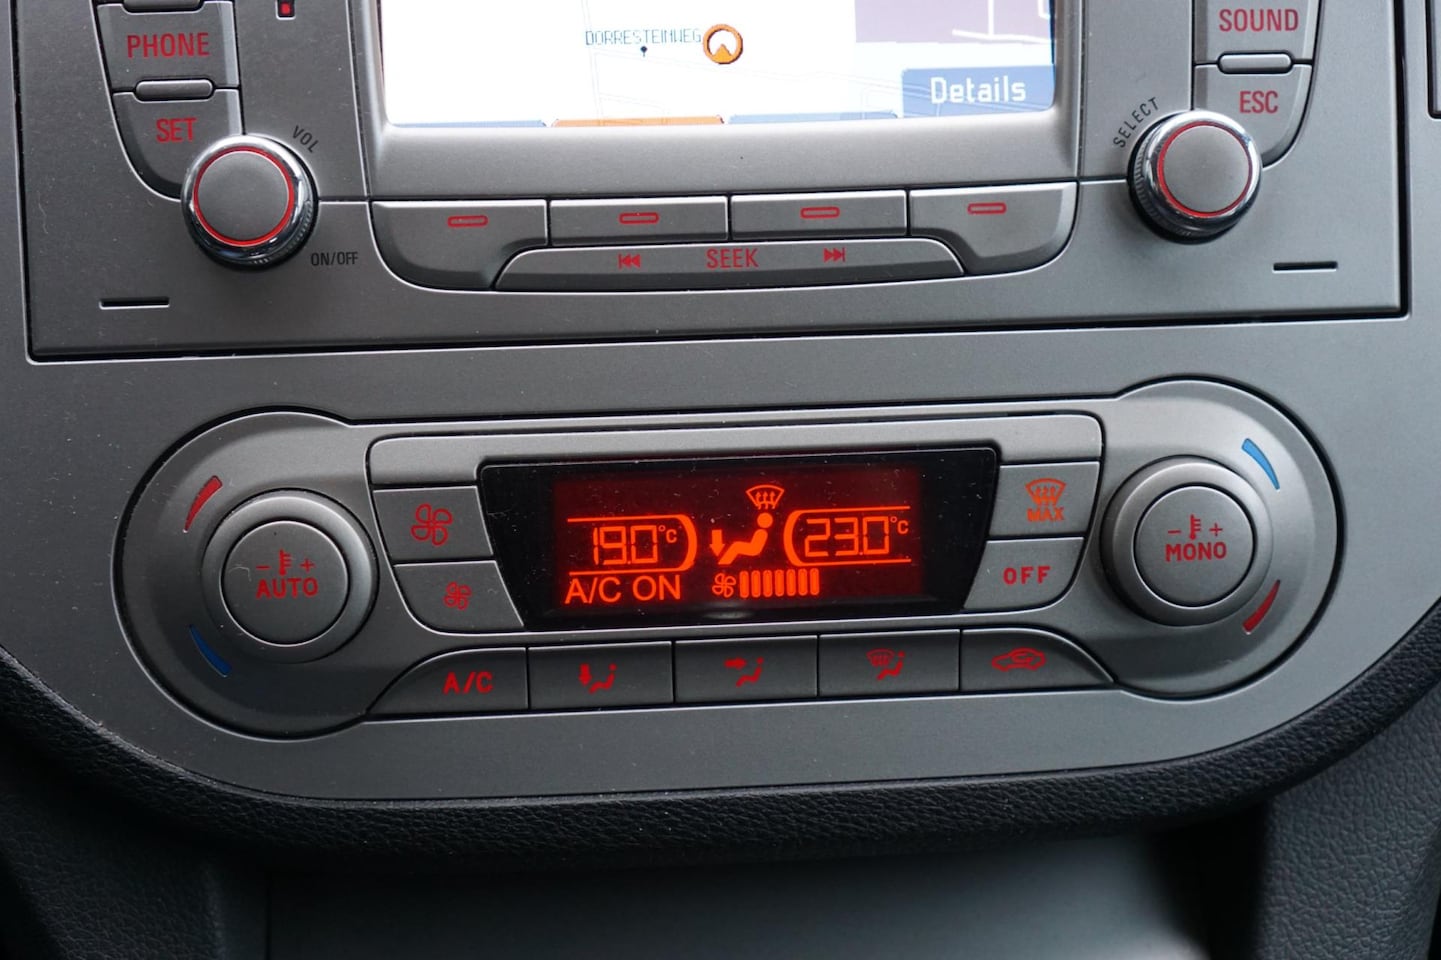 PHONE
SET
VOL
ON/OFF
DORRESTEINWEG
Details
SOUND
ESC
SELECT
SEEK
- +
AUTO
19.0°C
23.0°C
A/C ON
MAX
OFF
- +
MONO
A/C